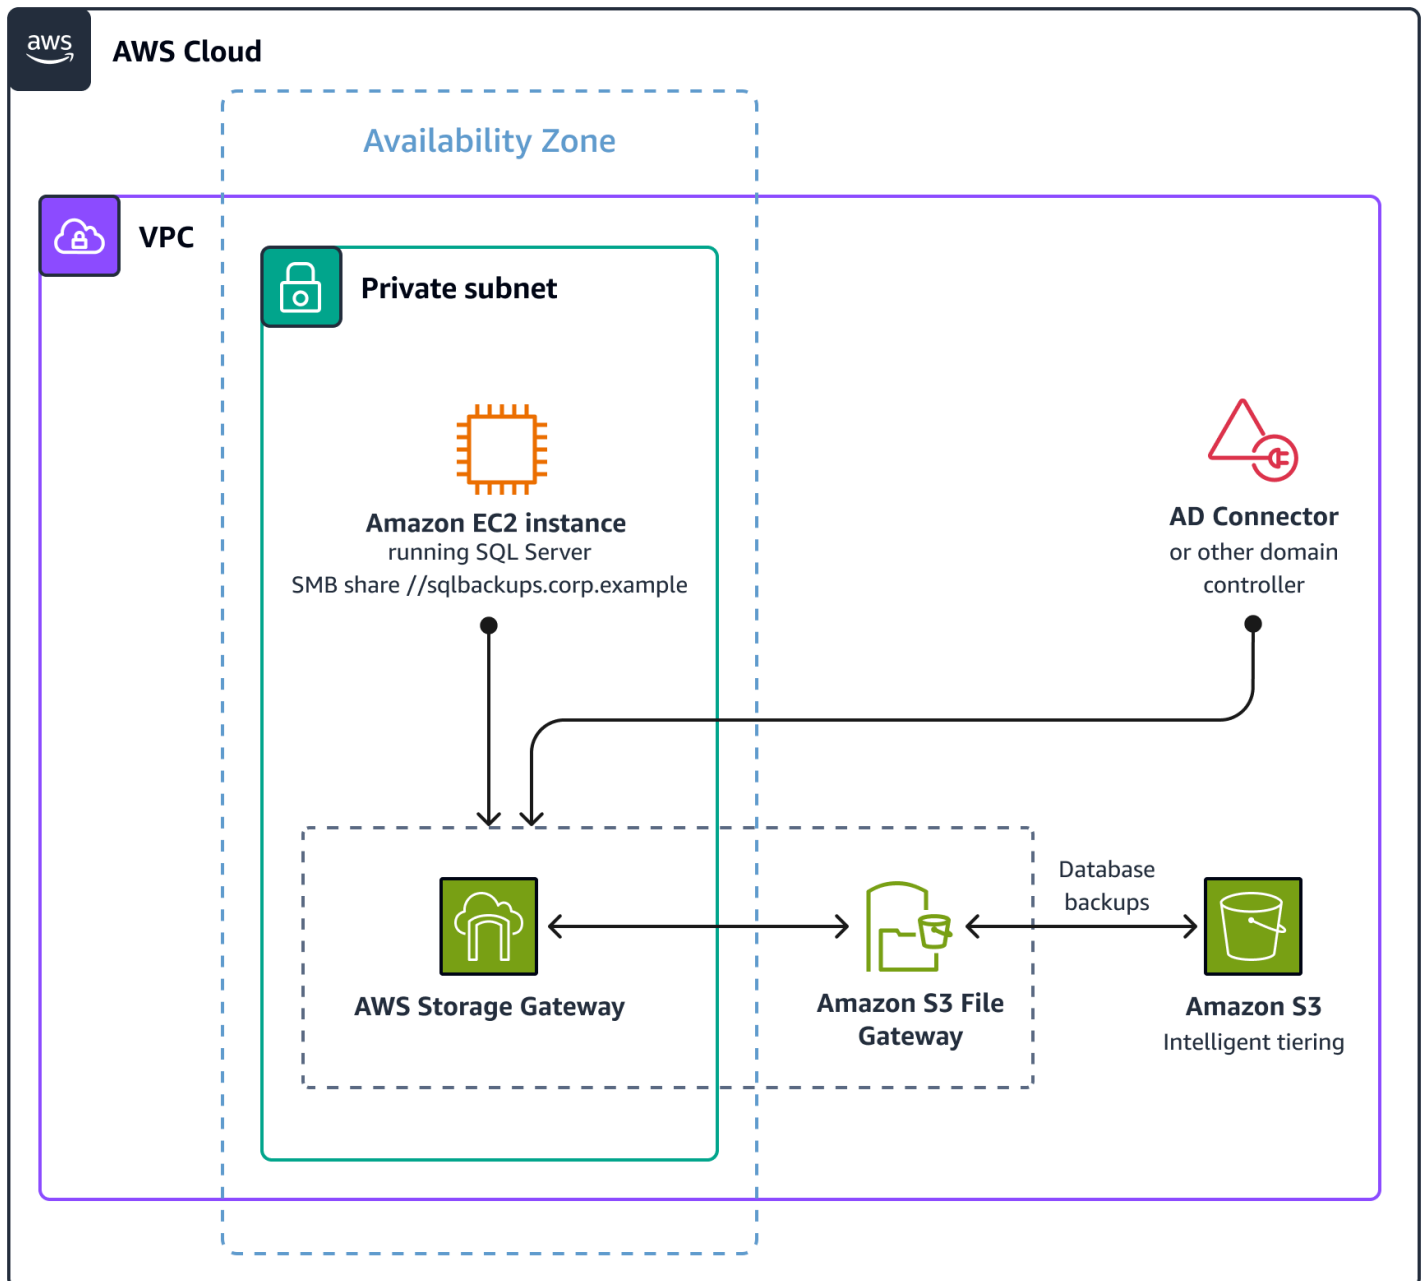 aws
AWS Cloud
Availability Zone
VPC
Private subnet
Amazon EC2 instance
running SQL Server
SMB share //sqlbackups.corp.example
AD Connector
or other domain
controller
Database
backups
AWS Storage Gateway
Amazon S3 File
Gateway
Amazon S3
Intelligent tiering